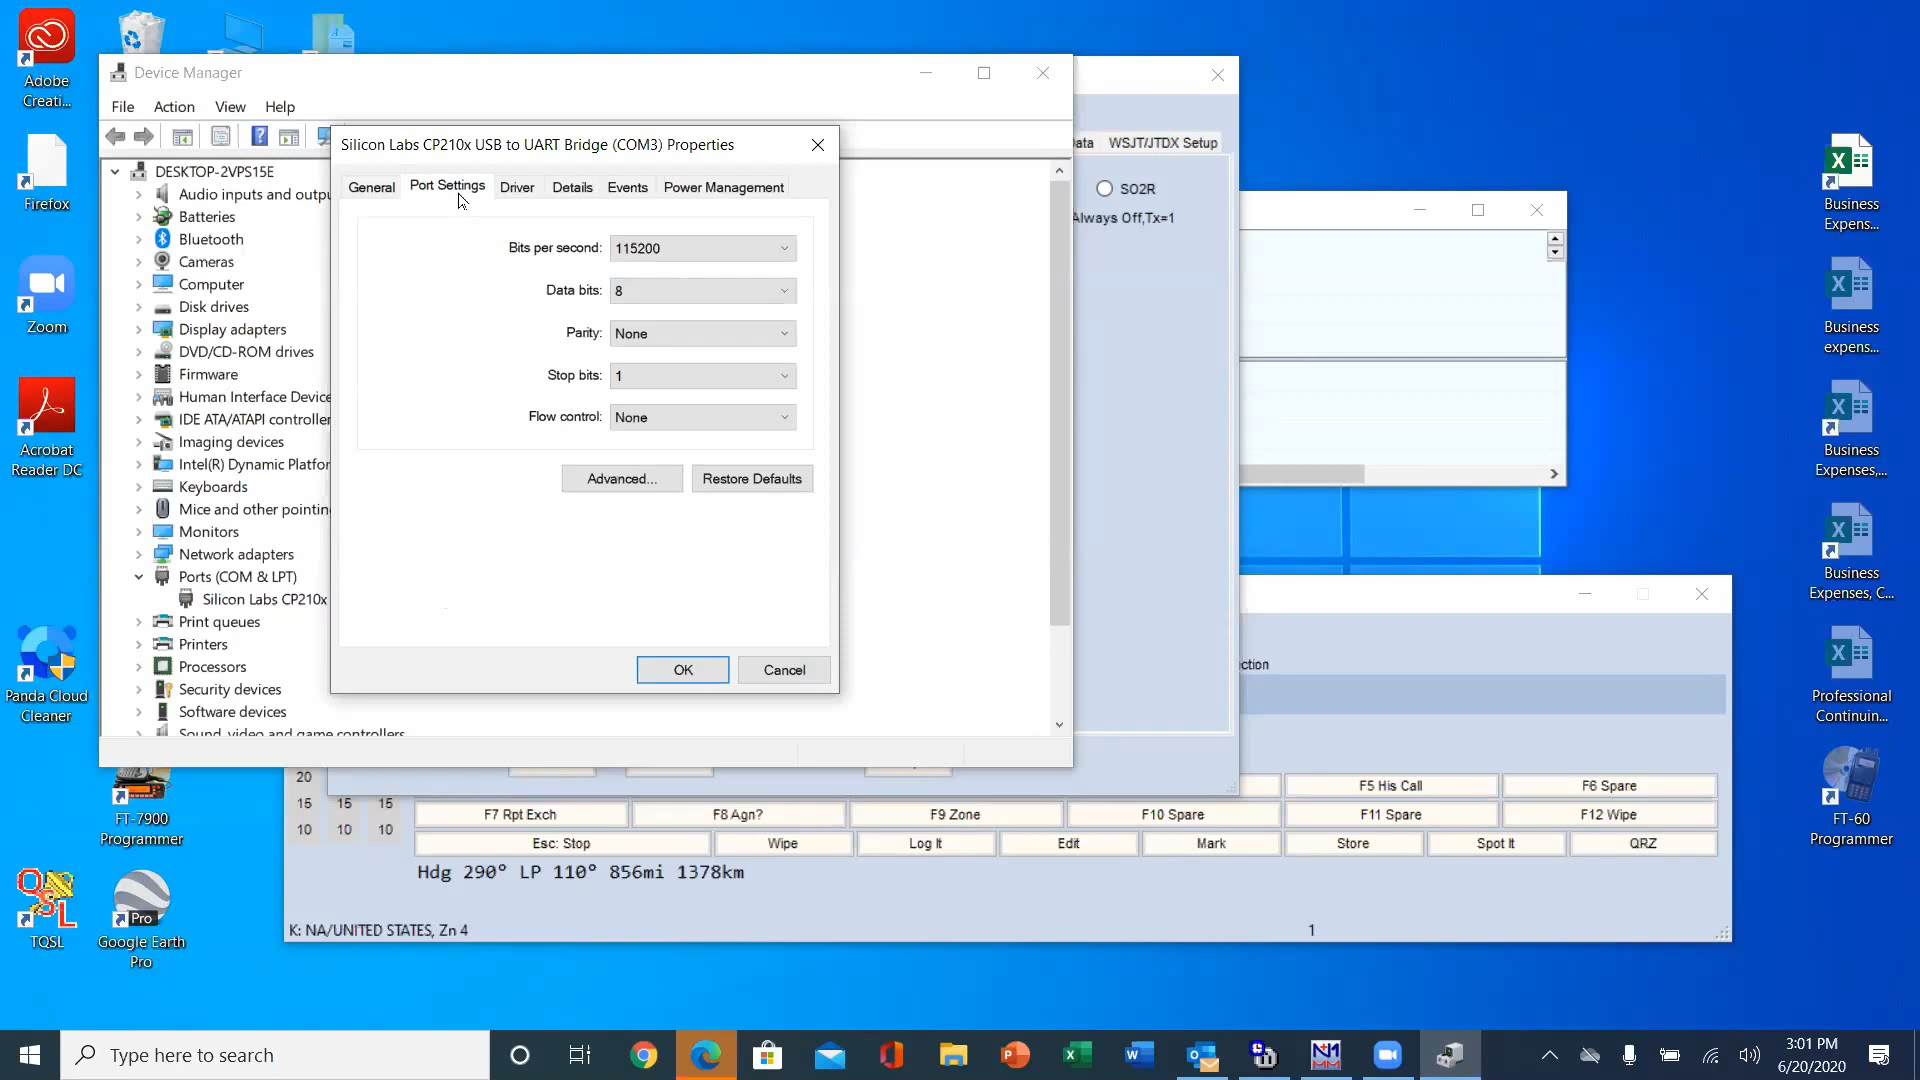 Adobe
Creati...
Firefox
Zoom
Acrobat
Reader DC
Panda Cloud
Cleaner
TQSL
FT-7900
Programmer
Pro
Google Earth
Pro
Device Manager
File Action View Help
DESKTOP-2VPS15E
Audio inputs and outpu
Batteries
Bluetooth
Cameras
Computer
Disk drives
Display adapters
DVD/CD-ROM drives
Firmware
Human Interface Device
IDE ATA/ATAPI controller
Imaging devices
Intel(R) Dynamic Platfor
Keyboards
Mice and other pointin
Monitors
Network adapters
Ports (COM & LPT)
Silicon Labs CP210x
Print queues
Printers
Processors
Security devices
Software devices
Sound, video and game controllers
Silicon Labs CP210x USB to UART Bridge (COM3) Properties
General Port Settings Driver Details Events Power Management
Bits per second: 115200
Data bits: 8
Parity: None
Stop bits: 1
Flow control: None
Advanced... Restore Defaults
OK Cancel
ata WSJT/JTDX Setup
SO2R
Always Off,Tx=1
ction
20
15 15 15
10 10 10
F5 His Call F6 Spare
F7 Rpt Exch F8 Agn? F9 Zone F10 Spare F11 Spare F12 Wipe
Esc: Stop Wipe Log It Edit Mark Store Spot It QRZ
Hdg 290° LP 110° 856mi 1378km
K: NA/UNITED STATES, Zn 4 1
Business
Expens...
Business
expens...
Business
Expenses,...
Business
Expenses, C...
Professional
Continuin...
FT-60
Programmer
Type here to search
3:01 PM
6/20/2020